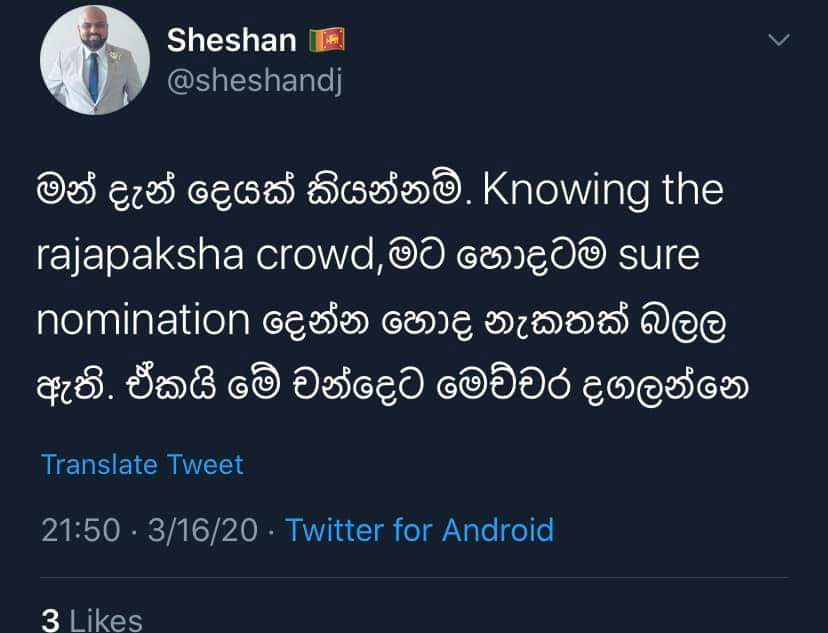 Sheshan 🇱🇰
@sheshandj
මන් දැන් දෙයක් කියන්නම්. Knowing the
rajapaksha crowd,මට හොදටම sure
nomination දෙන්න හොද නැකතක් බලල
ඇති. ඒකයි මේ චන්දෙට මෙච්චර දගලන්නෙ
Translate Tweet
21:50 · 3/16/20 · Twitter for Android
3 Likes